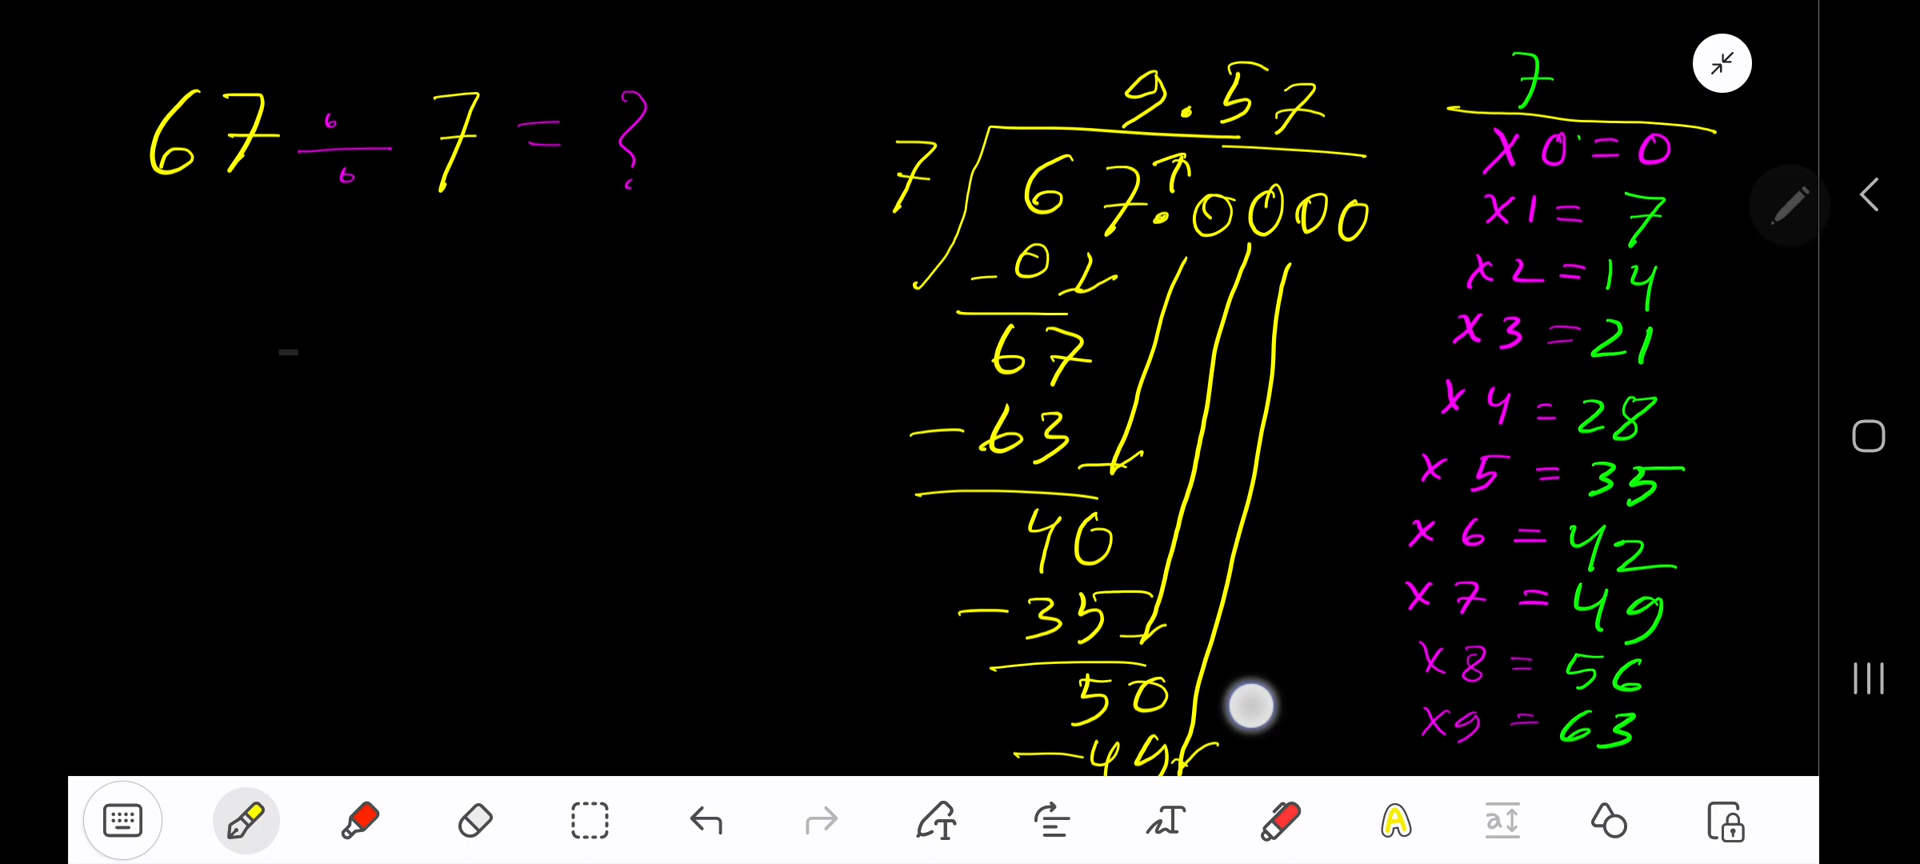 67 ÷ 7 = ?
9.57
7 67.0000
- 0
67
- 63
40
- 35
50
- 49
7
x 0 = 0
x 1 = 7
x 2 = 14
x 3 = 21
x 4 = 28
x 5 = 35
x 6 = 42
x 7 = 49
x 8 = 56
x 9 = 63
T
T
A
a